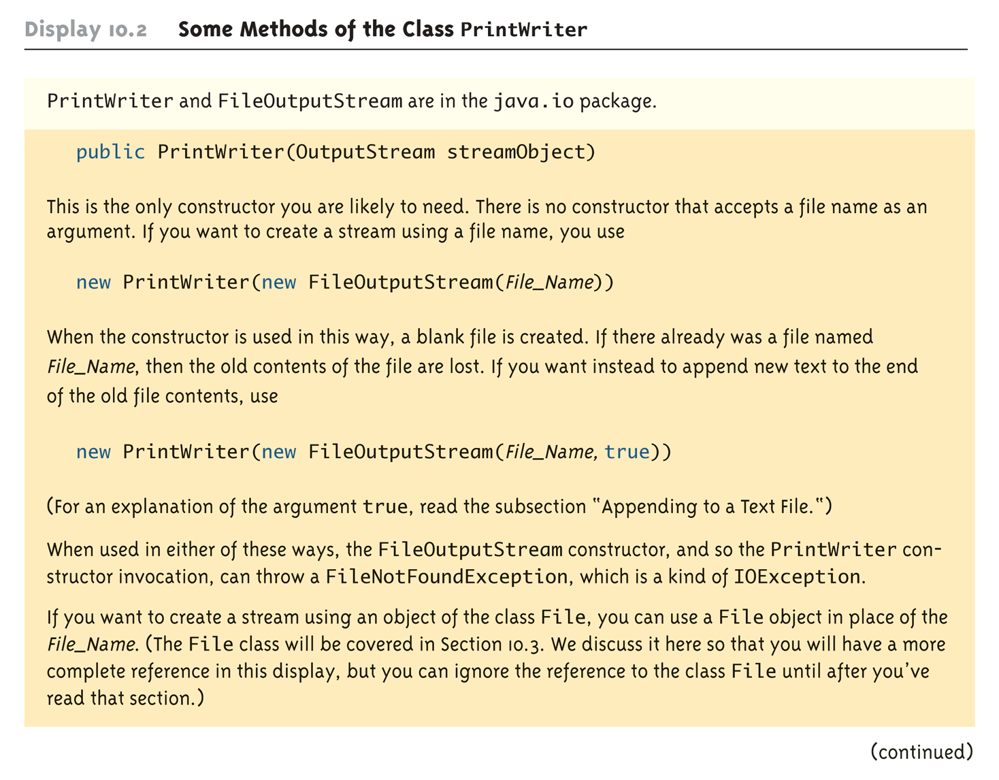 Display 10.2 Some Methods of the Class PrintWriter
PrintWriter and FileOutputStream are in the java.io package.
public PrintWriter(OutputStream streamObject)
This is the only constructor you are likely to need. There is no constructor that accepts a file name as an
argument. If you want to create a stream using a file name, you use
new PrintWriter(new FileOutputStream(File_Name))
When the constructor is used in this way, a blank file is created. If there already was a file named
File_Name, then the old contents of the file are lost. If you want instead to append new text to the end
of the old file contents, use
new PrintWriter(new FileOutputStream(File_Name, true))
(For an explanation of the argument true, read the subsection "Appending to a Text File.")
When used in either of these ways, the FileOutputStream constructor, and so the PrintWriter con-
structor invocation, can throw a FileNotFoundException, which is a kind of IOException.
If you want to create a stream using an object of the class File, you can use a File object in place of the
File_Name. (The File class will be covered in Section 10.3. We discuss it here so that you will have a more
complete reference in this display, but you can ignore the reference to the class File until after you've
read that section.)
(continued)